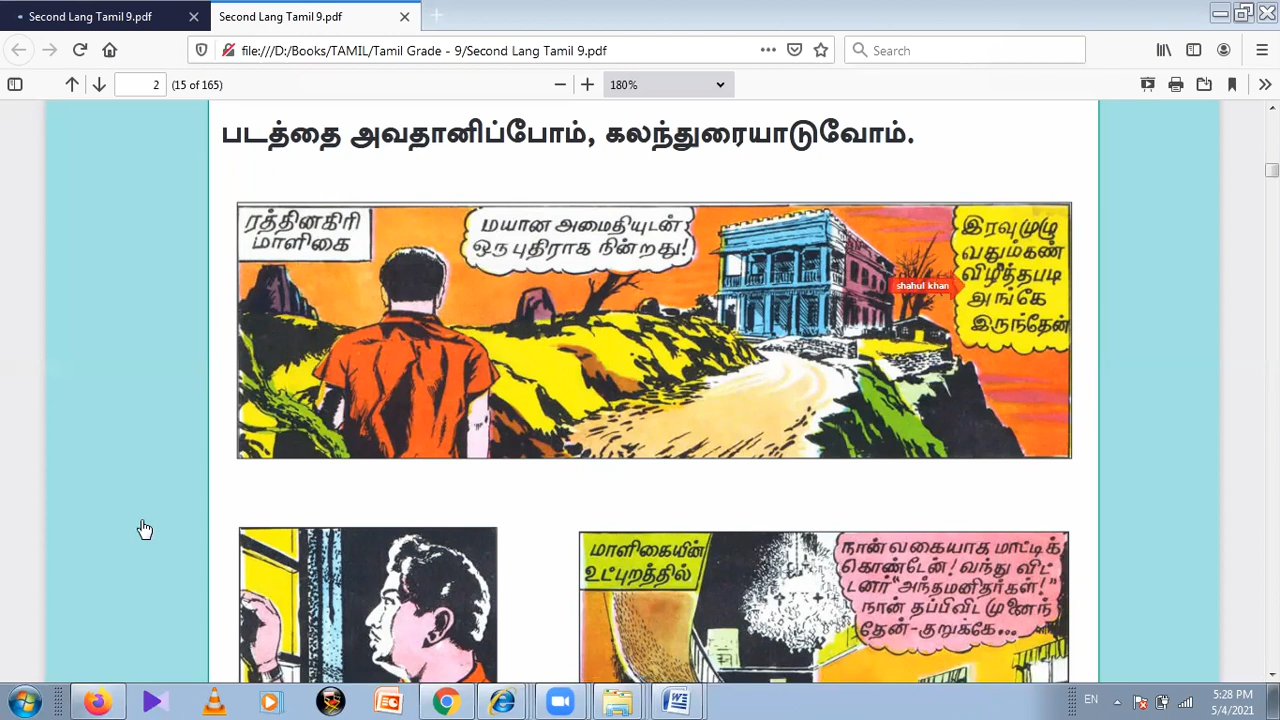 Second Lang Tamil 9.pdf
Second Lang Tamil 9.pdf
file:///D:/Books/TAMIL/Tamil Grade - 9/Second Lang Tamil 9.pdf
Search
2
(15 of 165)
180%
படத்தை அவதானிப்போம், கலந்துரையாடுவோம்.
ரத்தினகிரி
மாளிகை
மயான அமைதியுடன்
ஒரு புதிராக நின்றது!
இரவுமுழு
வதும்கண்
விழித்தபடி
அங்கே
இருந்தேன்
shahul khan
மாளிகையின்
உட்புறத்தில்
நான் வகையாக மாட்டிக்
கொண்டேன்! வந்து விட்
டனர் "அந்தமனிதர்கள்!"
நான் தப்பிவிட முனைந்
தேன்-குறுக்கே...
EN
5:28 PM
5/4/2021